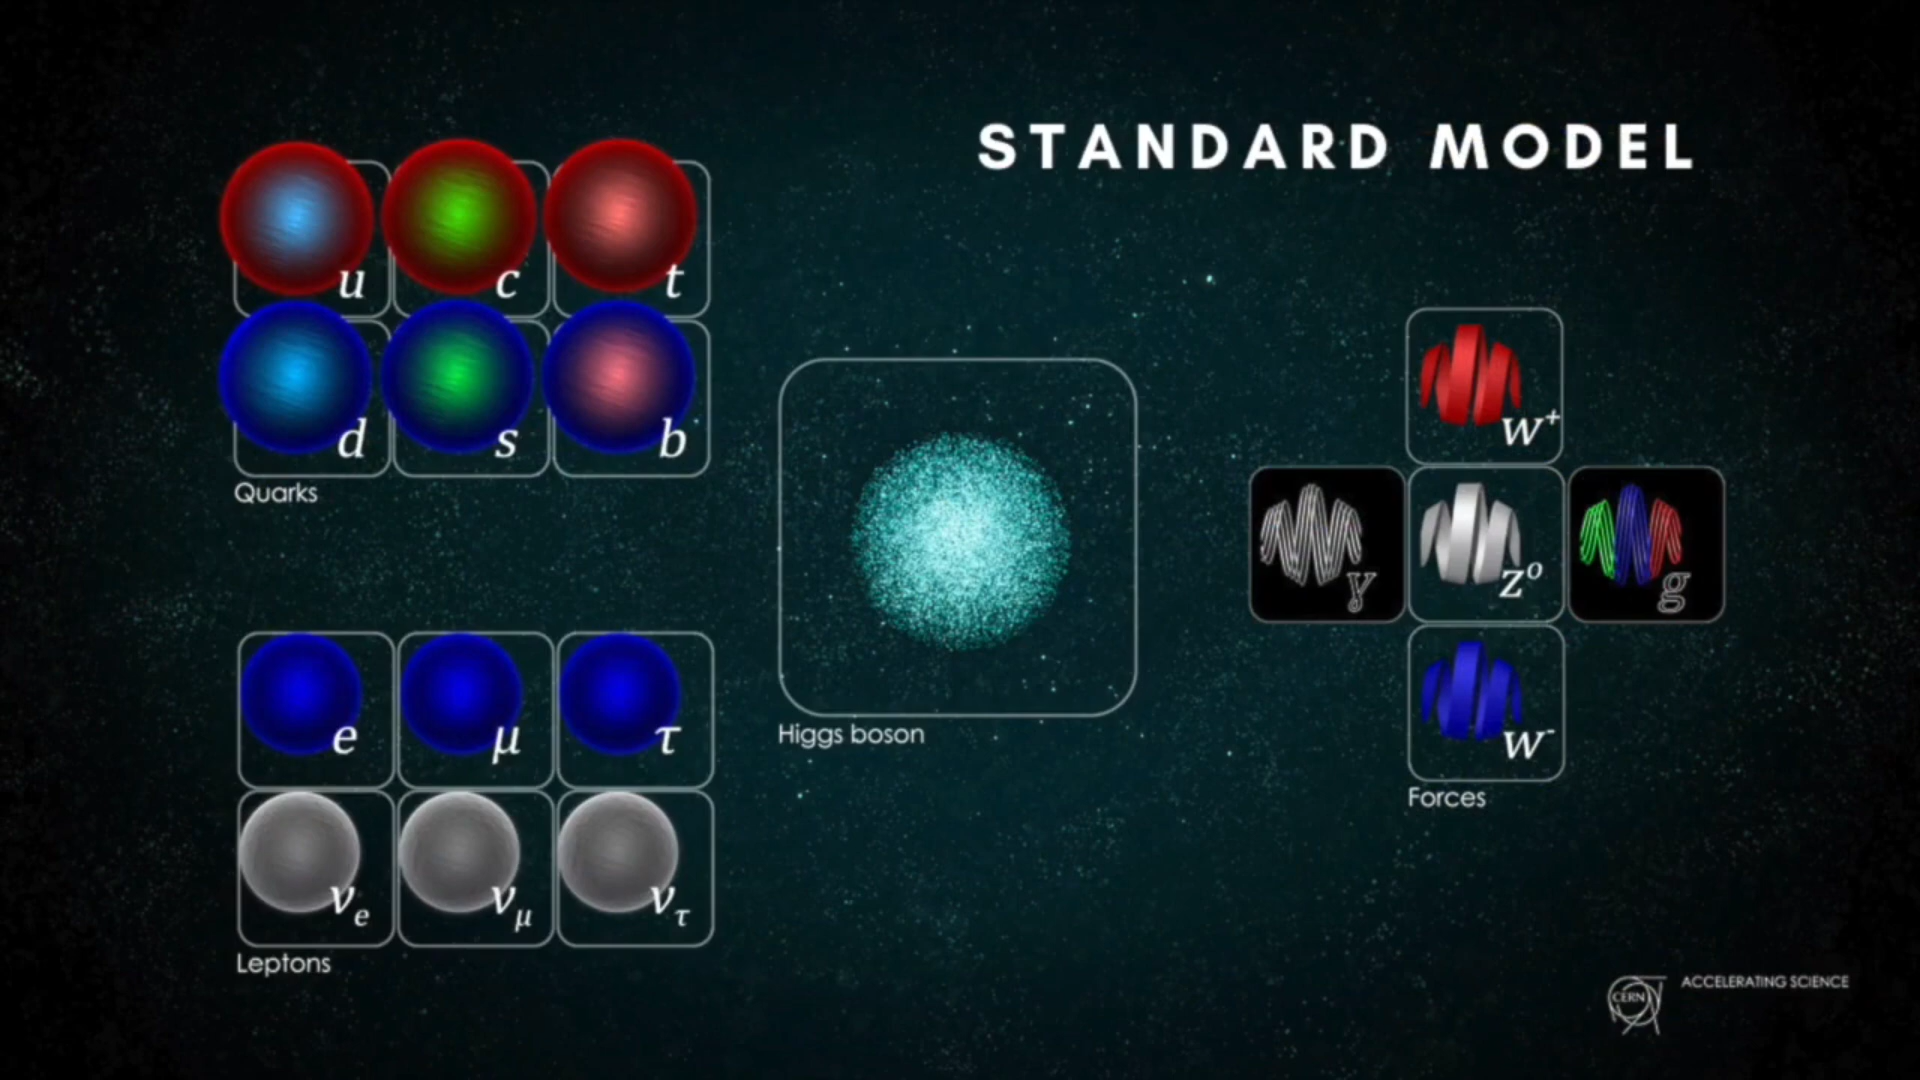 STANDARD MODEL
u c t
d s b
Quarks
e μ τ
νe νμ ντ
Leptons
Higgs boson
W+
γ Z0 g
W-
Forces
CERN
ACCELERATING SCIENCE